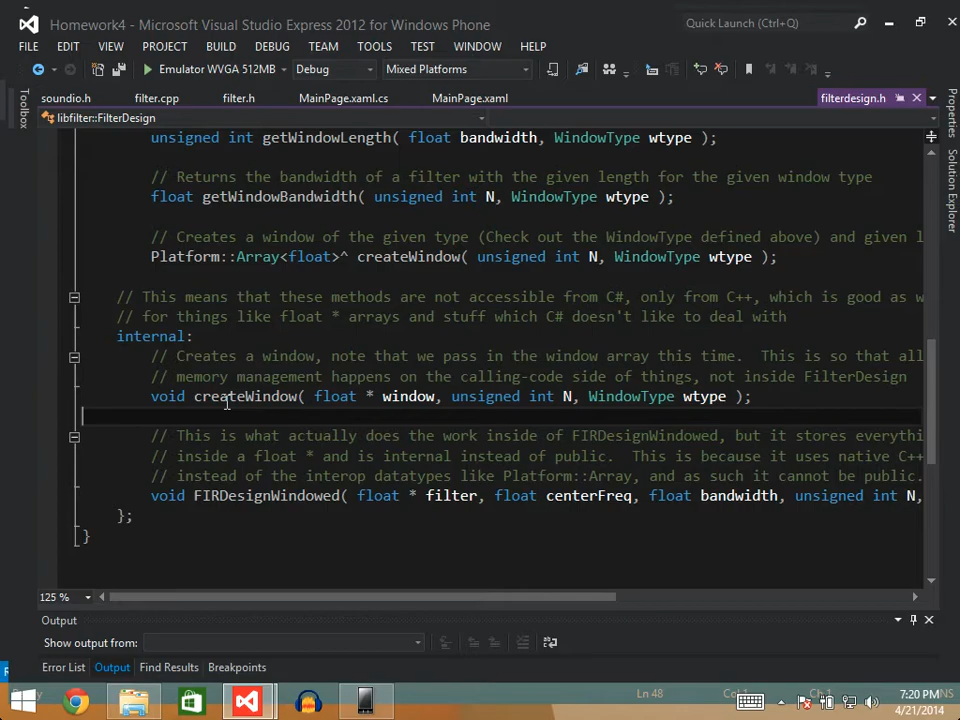 Homework4 - Microsoft Visual Studio Express 2012 for Windows Phone
Quick Launch (Ctrl+Q)
FILE EDIT VIEW PROJECT BUILD DEBUG TEAM TOOLS TEST WINDOW HELP
Emulator WVGA 512MB Debug Mixed Platforms
Toolbox
soundio.h filter.cpp filter.h MainPage.xaml.cs MainPage.xaml filterdesign.h
Properties
Solution Explorer
libfilter::FilterDesign
unsigned int getWindowLength( float bandwidth, WindowType wtype );
// Returns the bandwidth of a filter with the given length for the given window type
float getWindowBandwidth( unsigned int N, WindowType wtype );
// Creates a window of the given type (Check out the WindowType defined above) and given l
Platform::Array<float>^ createWindow( unsigned int N, WindowType wtype );
// This means that these methods are not accessible from C#, only from C++, which is good as w
// for things like float * arrays and stuff which C# doesn't like to deal with
internal:
// Creates a window, note that we pass in the window array this time.  This is so that all
// memory management happens on the calling-code side of things, not inside FilterDesign
void createWindow( float * window, unsigned int N, WindowType wtype );
// This is what actually does the work inside of FIRDesignWindowed, but it stores everythi
// inside a float * and is internal instead of public.  This is because it uses native C++
// instead of the interop datatypes like Platform::Array, and as such it cannot be public.
void FIRDesignWindowed( float * filter, float centerFreq, float bandwidth, unsigned int N,
};
}
125 %
Output
Show output from:
Error List Output Find Results Breakpoints
Ln 48 Col 1 Ch 1 INS
7:20 PM
4/21/2014